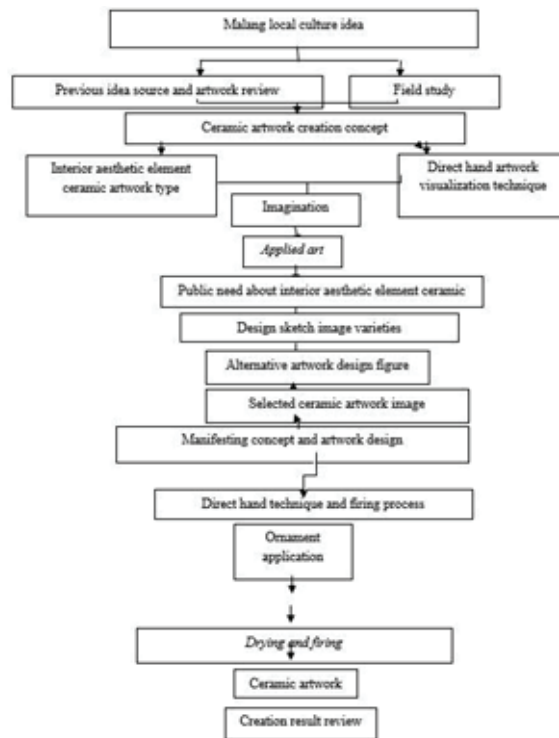 Malang local culture idea
Previous idea source and artwork review
Field study
Ceramic artwork creation concept
Interior aesthetic element
ceramic artwork type
Direct hand artwork
visualization technique
Imagination
Applied art
Public need about interior aesthetic element ceramic
Design sketch image varieties
Alternative artwork design figure
Selected ceramic artwork image
Manifesting concept and artwork design
Direct hand technique and firing process
Ornament
application
Drying and firing
Ceramic artwork
Creation result review